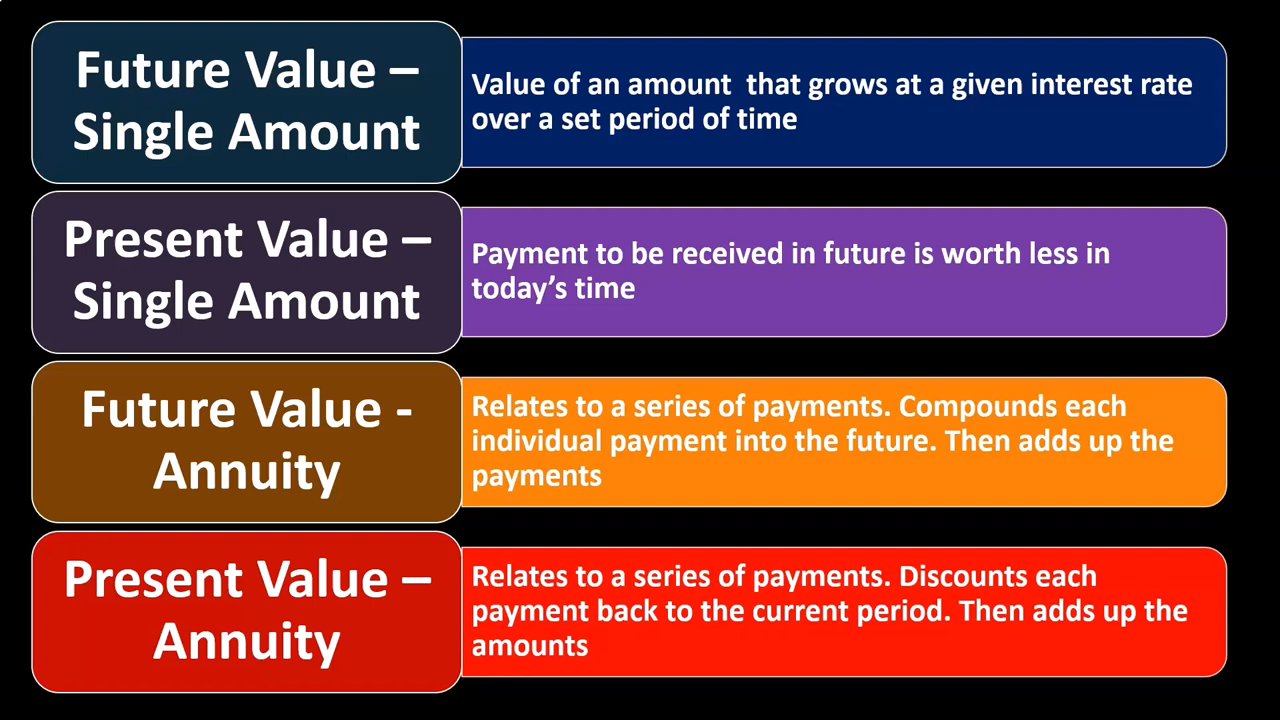 Future Value –
Single Amount
Value of an amount  that grows at a given interest rate
over a set period of time
Present Value –
Single Amount
Payment to be received in future is worth less in
today’s time
Future Value -
Annuity
Relates to a series of payments. Compounds each
individual payment into the future. Then adds up the
payments
Present Value –
Annuity
Relates to a series of payments. Discounts each
payment back to the current period. Then adds up the
amounts